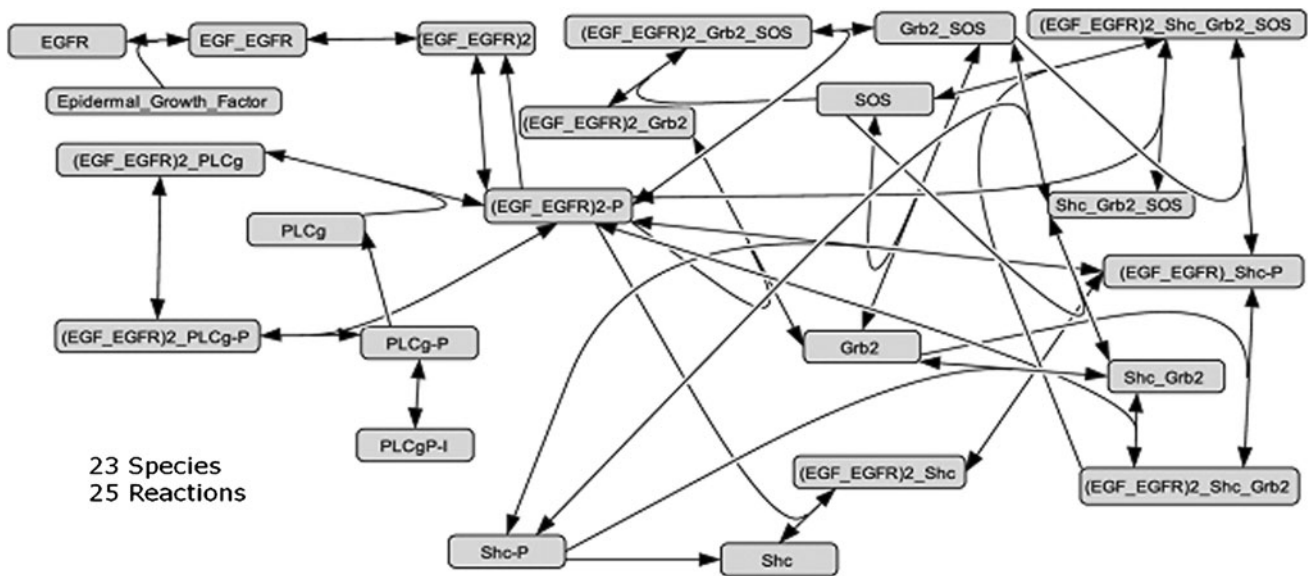 EGFR
EGF_EGFR
(EGF_EGFR)2
(EGF_EGFR)2_Grb2_SOS
Grb2_SOS
(EGF_EGFR)2_Shc_Grb2_SOS
Epidermal_Growth_Factor
SOS
(EGF_EGFR)2_Grb2
(EGF_EGFR)2_PLCg
(EGF_EGFR)2-P
Shc_Grb2_SOS
PLCg
(EGF_EGFR)_Shc-P
(EGF_EGFR)2_PLCg-P
PLCg-P
Grb2
Shc_Grb2
PLCgP-I
23 Species
25 Reactions
(EGF_EGFR)2_Shc
(EGF_EGFR)2_Shc_Grb2
Shc-P
Shc